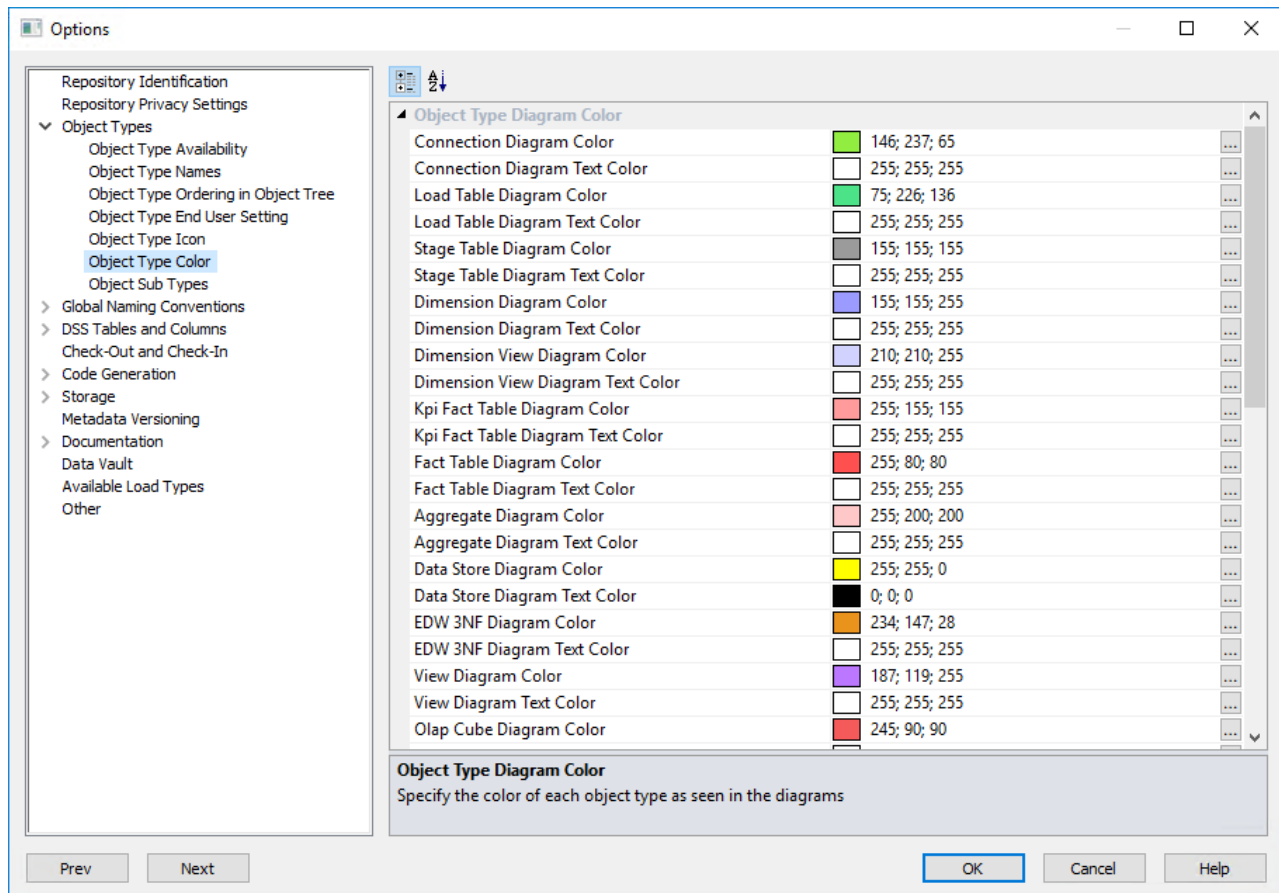 Options
Repository Identification
Repository Privacy Settings
Object Types
Object Type Availability
Object Type Names
Object Type Ordering in Object Tree
Object Type End User Setting
Object Type Icon
Object Type Color
Object Sub Types
Global Naming Conventions
DSS Tables and Columns
Check-Out and Check-In
Code Generation
Storage
Metadata Versioning
Documentation
Data Vault
Available Load Types
Other
A
Z
Object Type Diagram Color
Connection Diagram Color 146; 237; 65 ...
Connection Diagram Text Color 255; 255; 255 ...
Load Table Diagram Color 75; 226; 136 ...
Load Table Diagram Text Color 255; 255; 255 ...
Stage Table Diagram Color 155; 155; 155 ...
Stage Table Diagram Text Color 255; 255; 255 ...
Dimension Diagram Color 155; 155; 255 ...
Dimension Diagram Text Color 255; 255; 255 ...
Dimension View Diagram Color 210; 210; 255 ...
Dimension View Diagram Text Color 255; 255; 255 ...
Kpi Fact Table Diagram Color 255; 155; 155 ...
Kpi Fact Table Diagram Text Color 255; 255; 255 ...
Fact Table Diagram Color 255; 80; 80 ...
Fact Table Diagram Text Color 255; 255; 255 ...
Aggregate Diagram Color 255; 200; 200 ...
Aggregate Diagram Text Color 255; 255; 255 ...
Data Store Diagram Color 255; 255; 0 ...
Data Store Diagram Text Color 0; 0; 0 ...
EDW 3NF Diagram Color 234; 147; 28 ...
EDW 3NF Diagram Text Color 255; 255; 255 ...
View Diagram Color 187; 119; 255 ...
View Diagram Text Color 255; 255; 255 ...
Olap Cube Diagram Color 245; 90; 90 ...
Object Type Diagram Color
Specify the color of each object type as seen in the diagrams
Prev Next OK Cancel Help